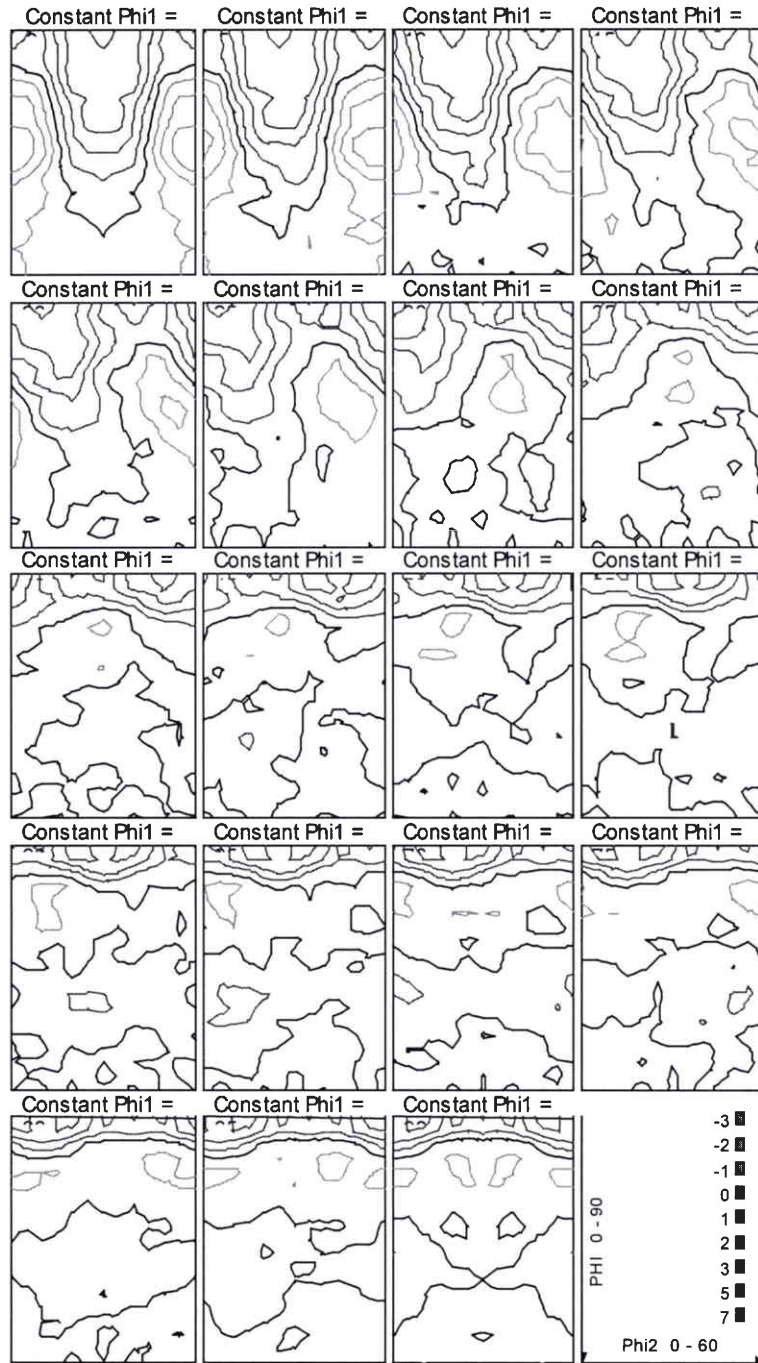 Constant Phi1 = Constant Phi1 = Constant Phi1 = Constant Phi1 =
Constant Phi1 = Constant Phi1 = Constant Phi1 = Constant Phi1 =
Constant Phi1 = Constant Phi1 = Constant Phi1 = Constant Phi1 =
Constant Phi1 = Constant Phi1 = Constant Phi1 = Constant Phi1 =
Constant Phi1 = Constant Phi1 = Constant Phi1 =
PHI 0 - 90
-3
-2
-1
0
1
2
3
5
7
Phi2 0 - 60